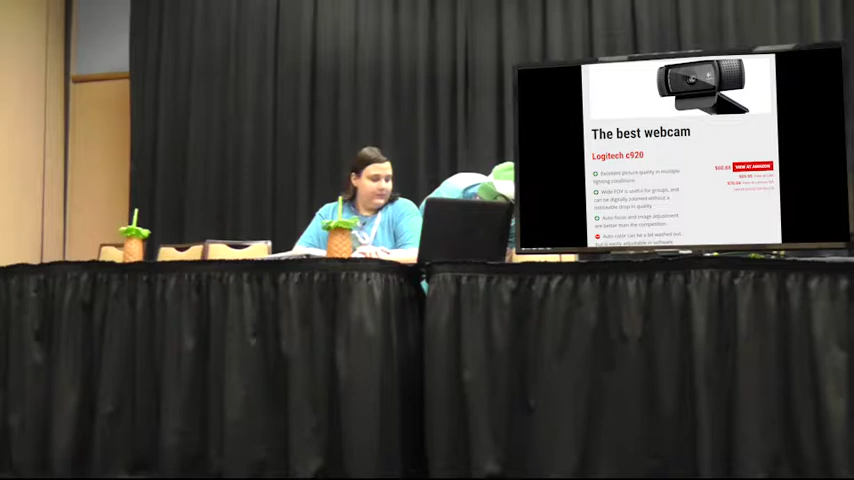 The best webcam
Logitech c920
Excellent picture quality in multiple
lighting conditions.
Wide FOV is useful for groups, and
can be digitally zoomed without a
noticeable drop in quality
Auto focus and image adjustment
are better than the competition.
Auto color can be a bit washed out,
but is easily adjustable in software
VIEW AT AMAZON